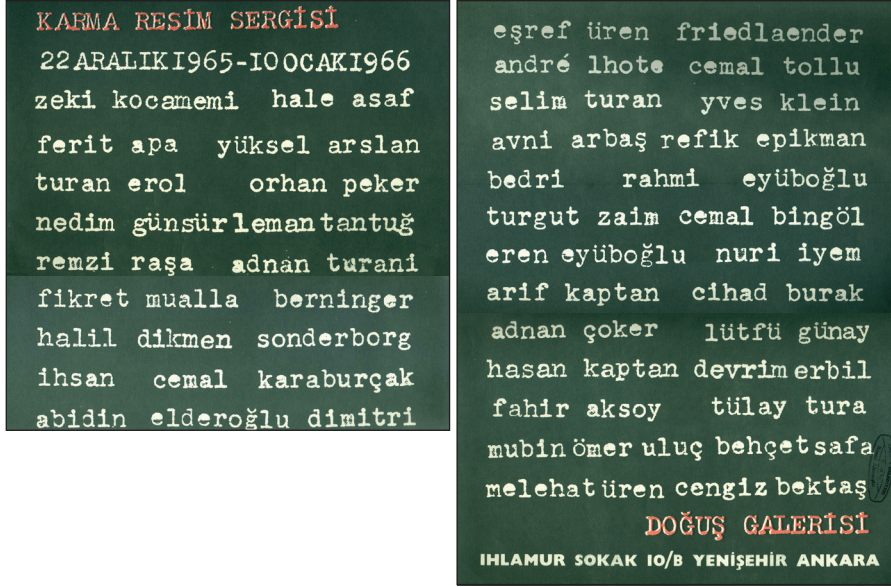 KARMA RESİM SERGİSİ
22 ARALIK I965-IO OCAK I966
zeki kocamemi hale asaf
ferit apa yüksel arslan
turan erol orhan peker
nedim günsür leman tantuğ
remzi raşa adnan turani
fikret mualla berninger
halil dikmen sonderborg
ihsan cemal karaburçak
abidin elderoğlu dimitri
eşref üren friedlaender
andré lhote cemal tollu
selim turan yves klein
avni arbaş refik epikman
bedri rahmi eyüboğlu
turgut zaim cemal bingöl
eren eyüboğlu nuri iyem
arif kaptan cihad burak
adnan çoker lütfü günay
hasan kaptan devrim erbil
fahir aksoy tülay tura
mubin ömer uluç behçet safa
melehat üren cengiz bektaş
DOĞUŞ GALERİSİ
IHLAMUR SOKAK IO/B YENİŞEHİR ANKARA